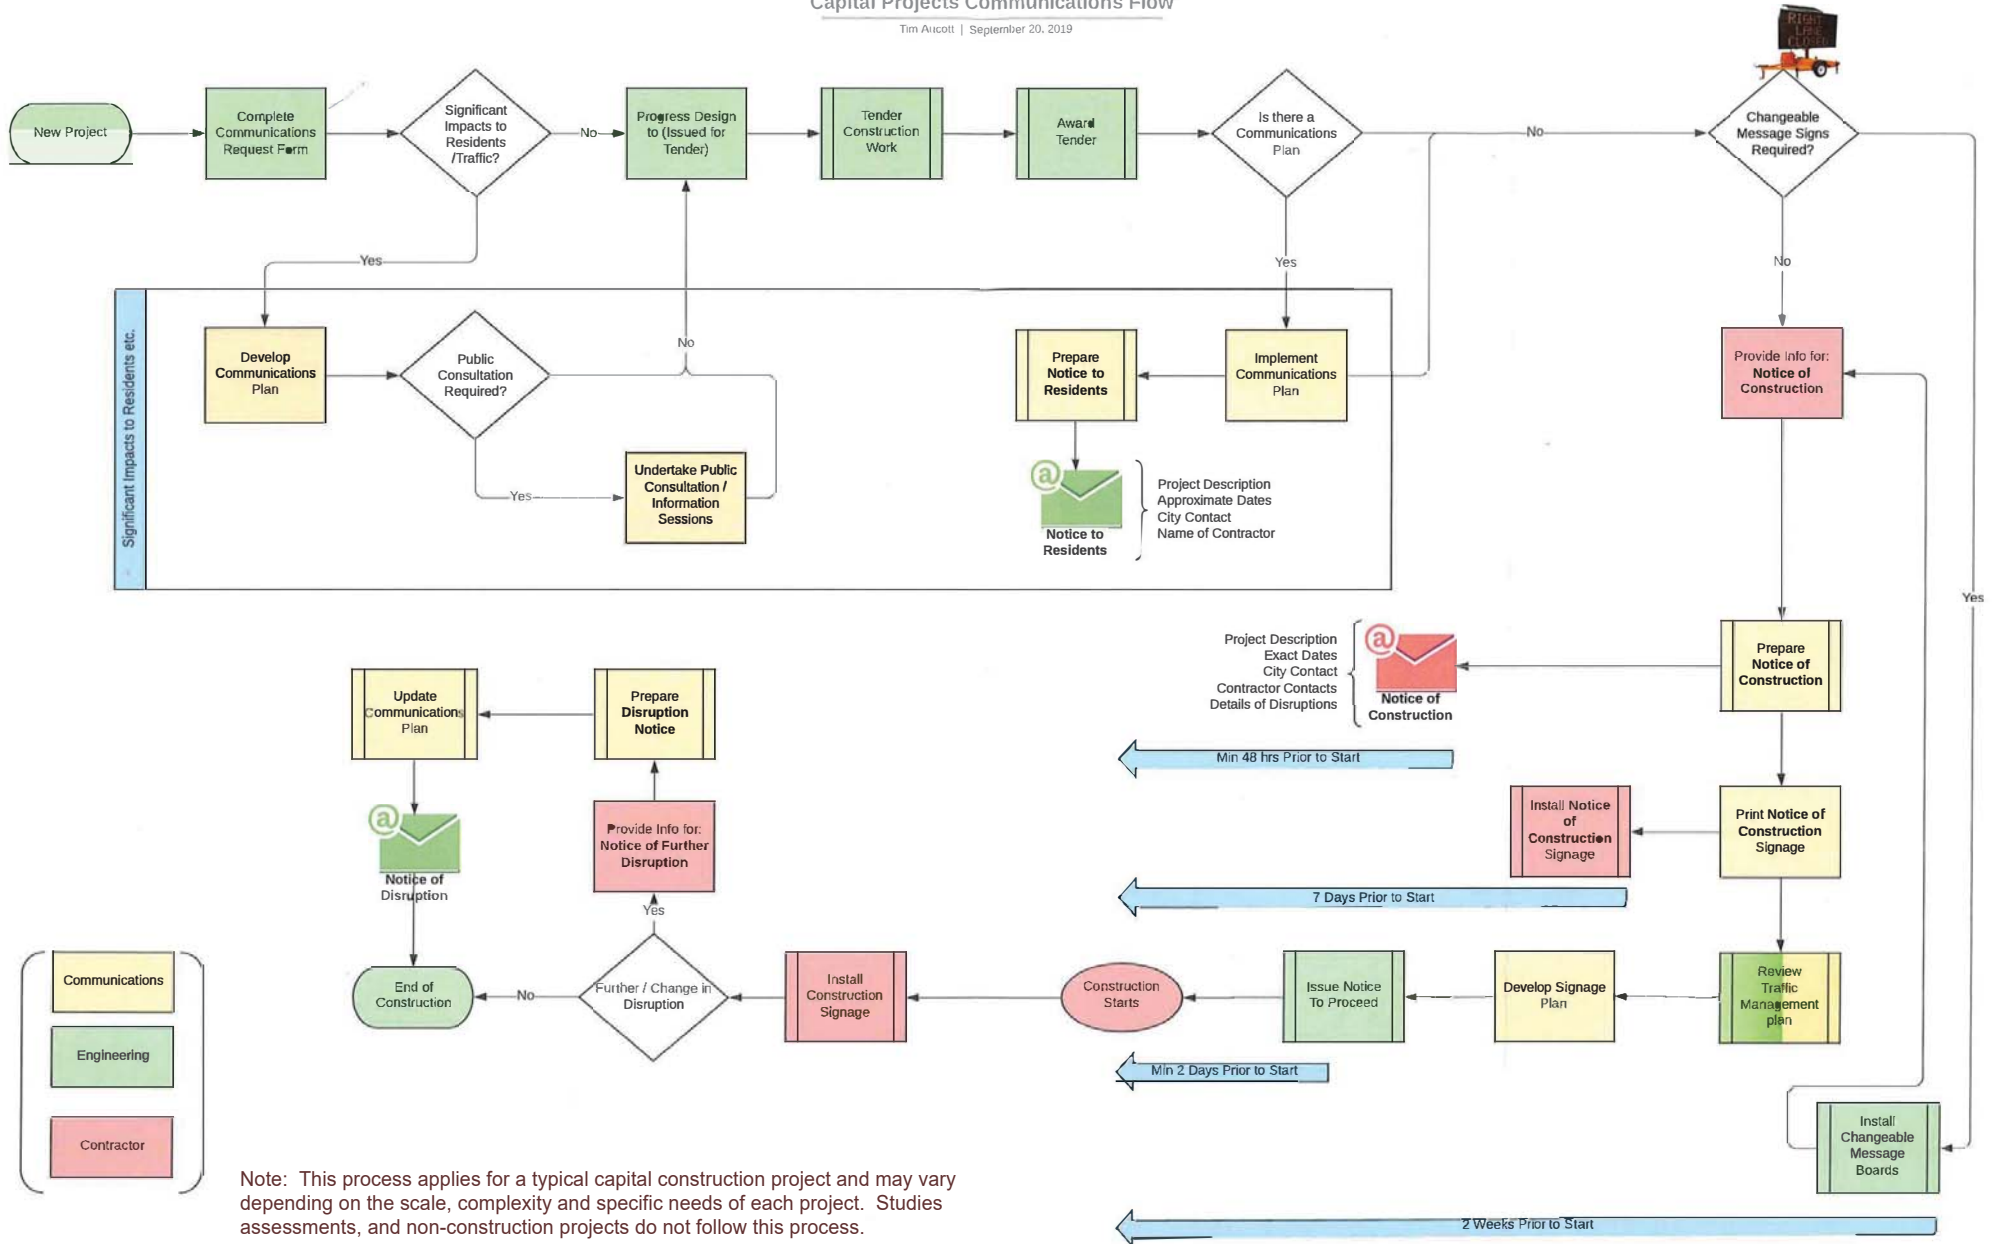 Capital Projects Communications Flow
Tim Aucott | September 20, 2019
RIGHT
LANE
CLOSED
New Project
Complete
Communications
Request Form
Significant
Impacts to
Residents
/Traffic?
No
Progress Design
to (Issued for
Tender)
Tender
Construction
Work
Award
Tender
Is there a
Communications
Plan
No
Changeable
Message Signs
Required?
Yes
Yes
No
Yes
Significant Impacts to Residents etc.
Develop
Communications
Plan
Public
Consultation
Required?
No
Yes
Undertake Public
Consultation /
Information
Sessions
Prepare
Notice to
Residents
Implement
Communications
Plan
Notice to
Residents
Project Description
Approximate Dates
City Contact
Name of Contractor
Provide Info for:
Notice of
Construction
Prepare
Notice of
Construction
Project Description
Exact Dates
City Contact
Contractor Contacts
Details of Disruptions
@
Notice of
Construction
Min 48 hrs Prior to Start
Update
Communications
Plan
Prepare
Disruption
Notice
Provide Info for:
Notice of Further
Disruption
@
Notice of
Disruption
Yes
Install Notice
of
Construction
Signage
Print Notice of
Construction
Signage
7 Days Prior to Start
End of
Construction
No
Further / Change in
Disruption
Install
Construction
Signage
Construction
Starts
Issue Notice
To Proceed
Develop Signage
Plan
Review
Traffic
Management
plan
Min 2 Days Prior to Start
Install
Changeable
Message
Boards
2 Weeks Prior to Start
Communications
Engineering
Contractor
Note: This process applies for a typical capital construction project and may vary
depending on the scale, complexity and specific needs of each project. Studies
assessments, and non-construction projects do not follow this process.
@